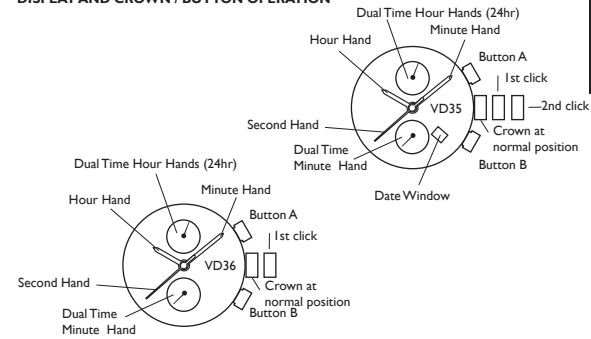 DISPLAY AND CROWN / BUTTON OPERATION
Dual Time Hour Hands (24hr)
Minute Hand
Hour Hand
Button A
1st click
VD35
2nd click
Second Hand
Crown at
normal position
Dual Time
Minute Hand
Button B
Date Window
Dual Time Hour Hands (24hr)
Minute Hand
Hour Hand
Button A
1st click
VD36
Second Hand
Crown at
normal position
Button B
Dual Time
Minute Hand